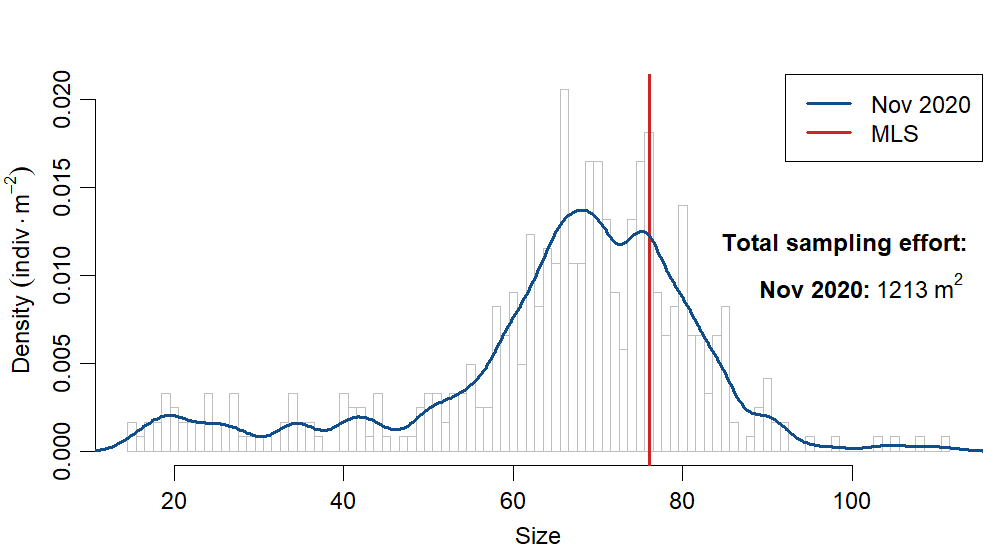 Nov 2020
MLS
Total sampling effort:
Nov 2020: 1213 m²
Density (indiv · m⁻²)
0.020
0.015
0.010
0.005
0.000
20 40 60 80 100
Size